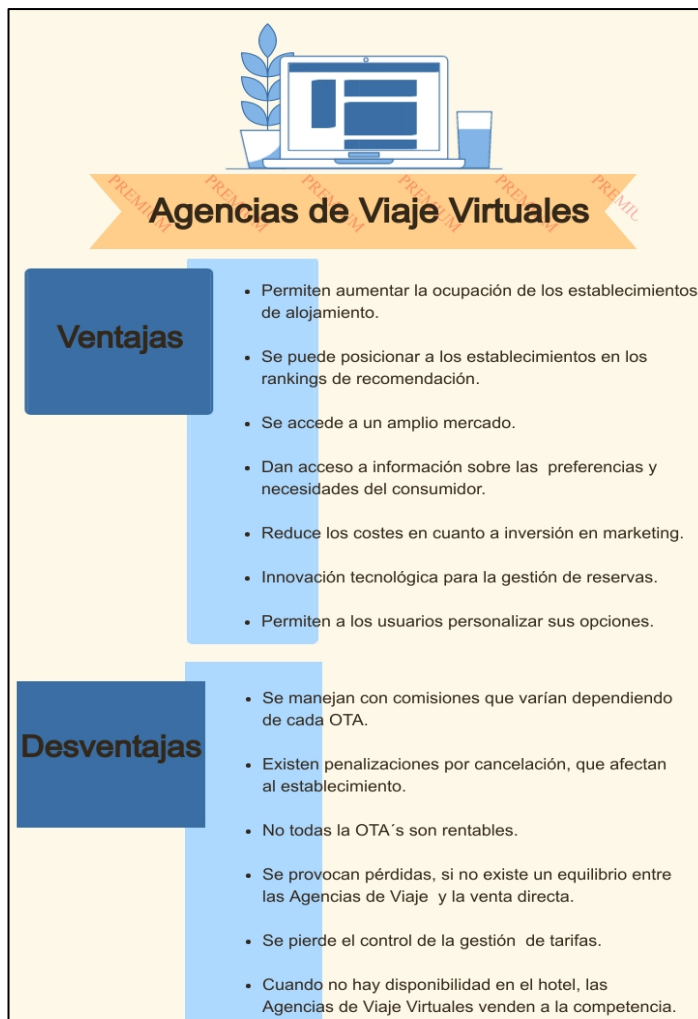 PREMIUM PREMIUM PREMIUM PREMIUM PREMIUM PREMIU
Agencias de Viaje Virtuales
Ventajas
• Permiten aumentar la ocupación de los establecimientos
de alojamiento.
• Se puede posicionar a los establecimientos en los
rankings de recomendación.
• Se accede a un amplio mercado.
• Dan acceso a información sobre las preferencias y
necesidades del consumidor.
• Reduce los costes en cuanto a inversión en marketing.
• Innovación tecnológica para la gestión de reservas.
• Permiten a los usuarios personalizar sus opciones.
Desventajas
• Se manejan con comisiones que varían dependiendo
de cada OTA.
• Existen penalizaciones por cancelación, que afectan
al establecimiento.
• No todas la OTA´s son rentables.
• Se provocan pérdidas, si no existe un equilibrio entre
las Agencias de Viaje y la venta directa.
• Se pierde el control de la gestión de tarifas.
• Cuando no hay disponibilidad en el hotel, las
Agencias de Viaje Virtuales venden a la competencia.